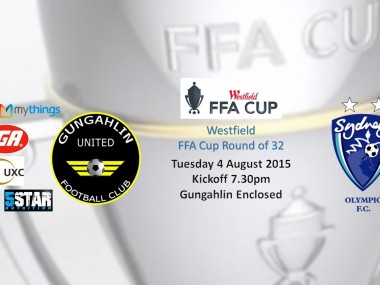 FFA CUP
Westfield
FFA CUP
Westfield
FFA Cup Round of 32
Tuesday 4 August 2015
Kickoff 7.30pm
Gungahlin Enclosed
mythings
IGA
UXC
5STAR
GUNGAHLIN
UNITED
FOOTBALL CLUB
Sydney
OLYMPIC
F.C.